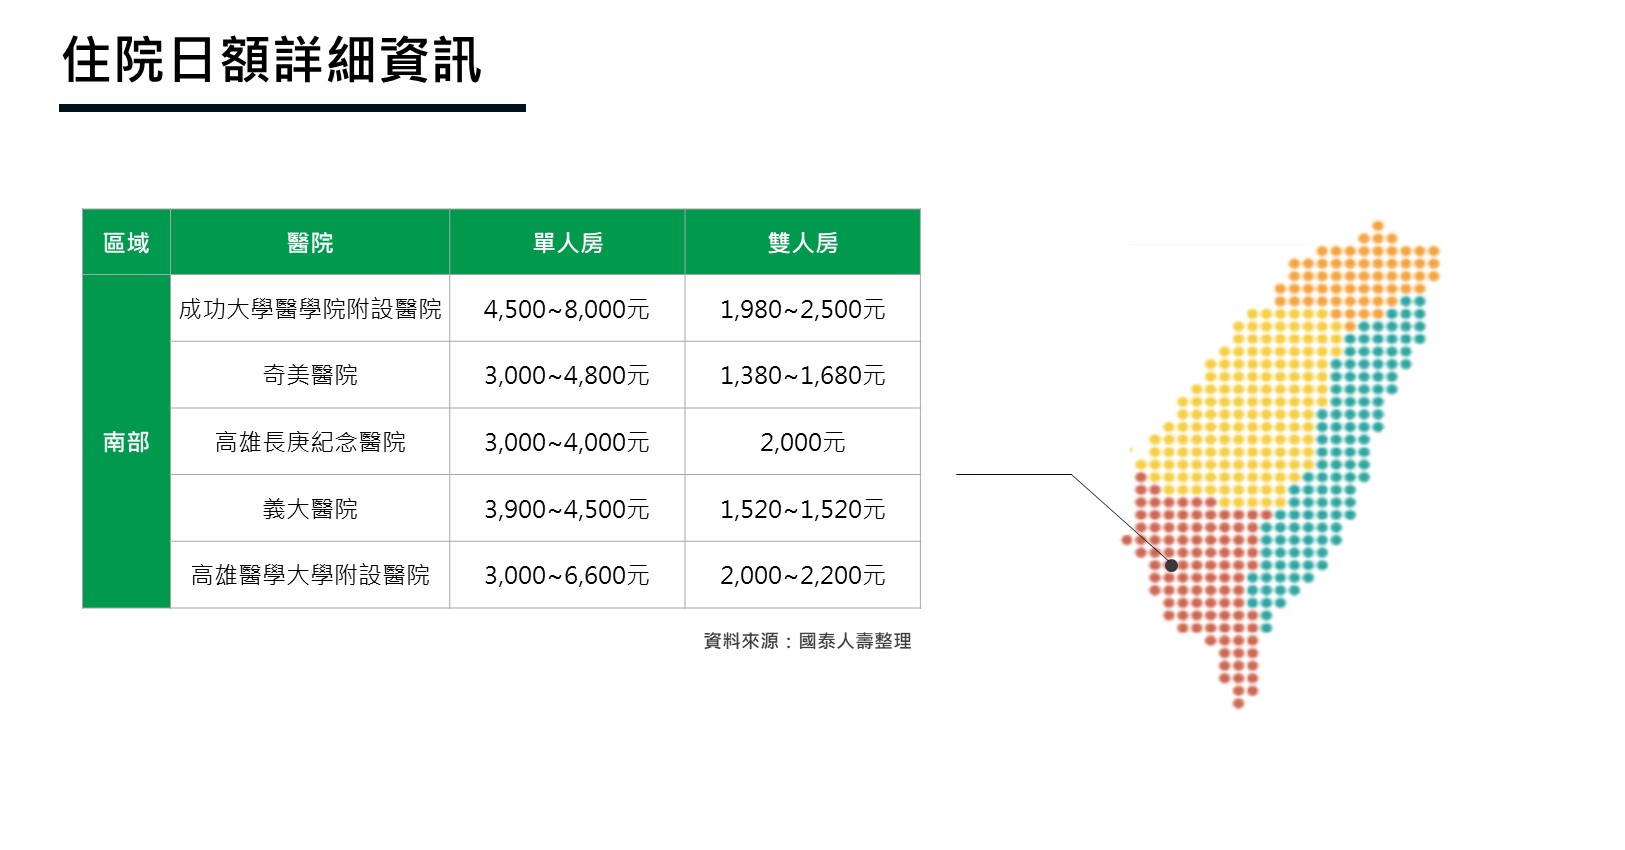 住院日額詳細資訊
區域 醫院 單人房 雙人房
南部
成功大學醫學院附設醫院 4,500~8,000元 1,980~2,500元
奇美醫院 3,000~4,800元 1,380~1,680元
高雄長庚紀念醫院 3,000~4,000元 2,000元
義大醫院 3,900~4,500元 1,520~1,520元
高雄醫學大學附設醫院 3,000~6,600元 2,000~2,200元
資料來源：國泰人壽整理